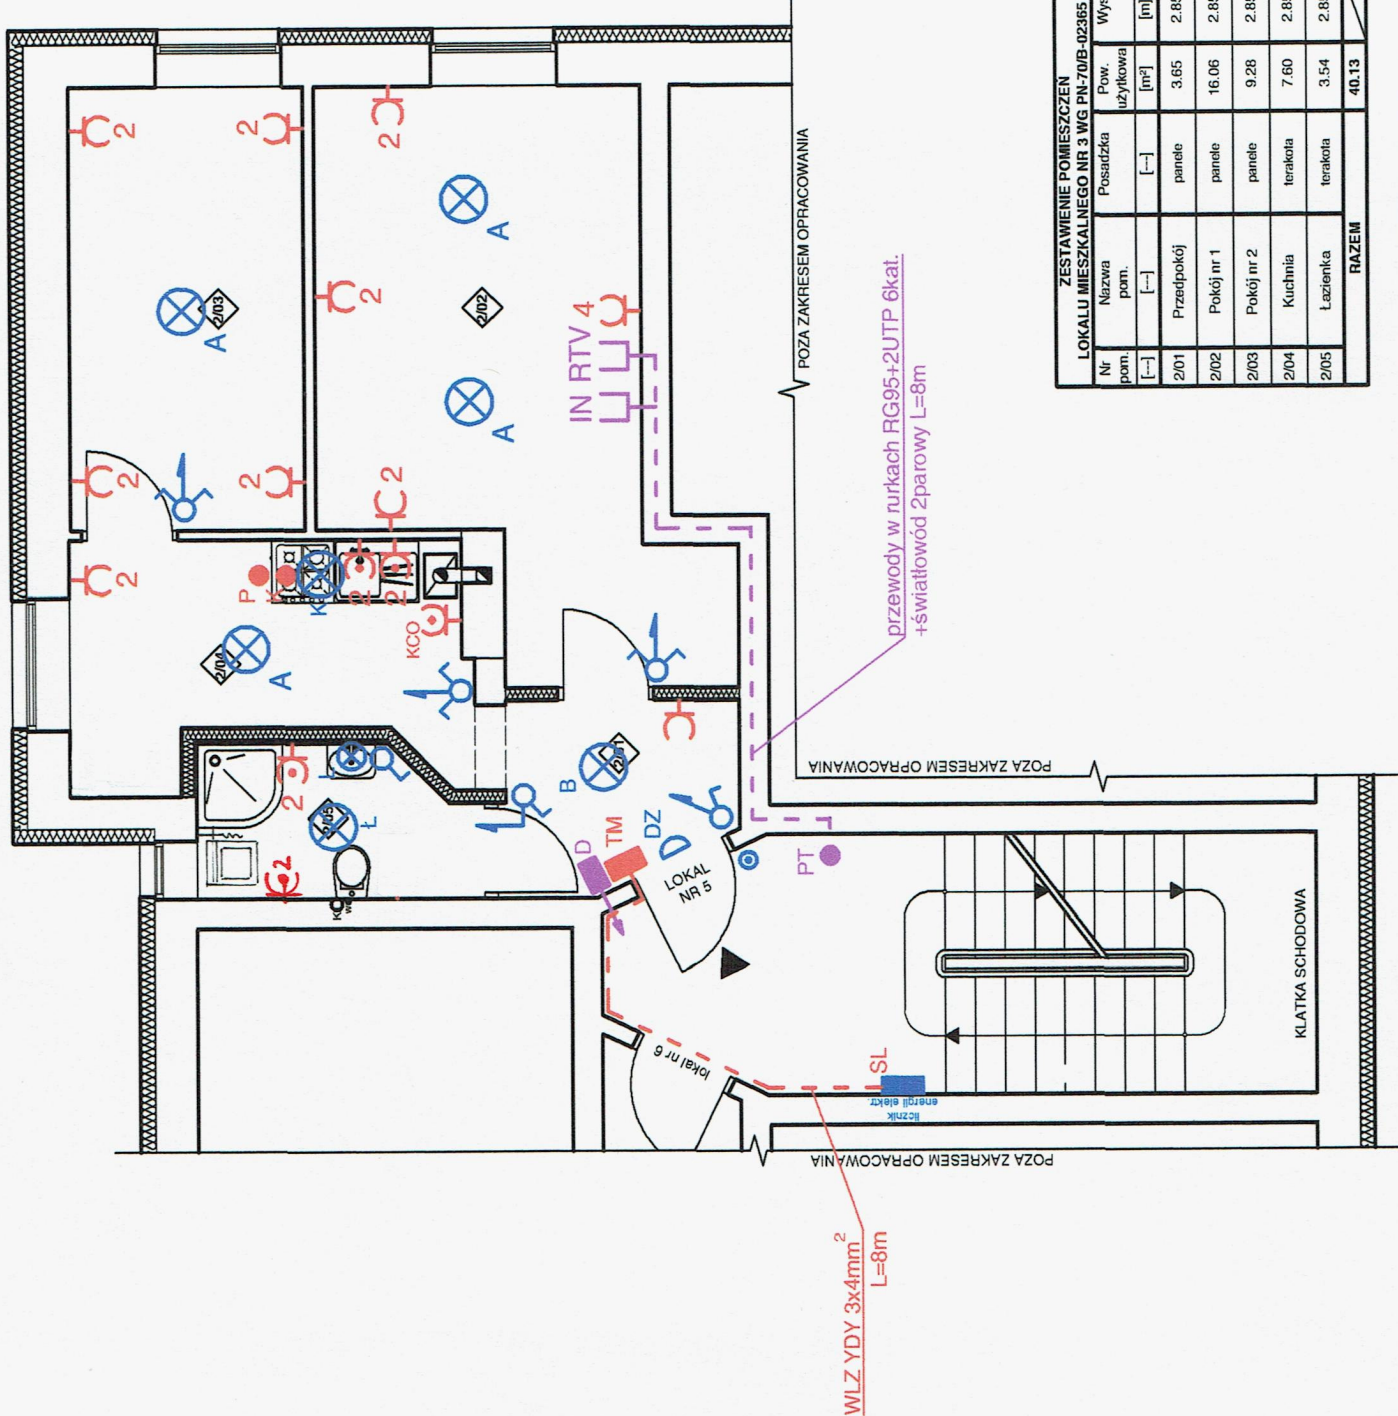 2
2
2
A
2/03
A
2
A
2/02
A
IN RTV 4
2
2
2
2
P
K
K
2
2
KCO
2/04
A
2
2/05
Ł
L
2
B
D
TM
DZ
LOKAL
NR 5
PT
KLATKA SCHODOWA
lokal nr 6
SL
licznik
energii elektr.
POZA ZAKRESEM OPRACOWANIA
POZA ZAKRESEM OPRACOWANIA
POZA ZAKRESEM OPRACOWANIA
przewody w rurkach RG95+2UTP 6kat.
+światłowód 2parowy L=8m
WLZ YDY 3x4mm²
L=8m
ZESTAWIENIE POMIESZCZEŃ
LOKALU MIESZKALNEGO NR 3 WG PN-70/B-02365
Nr pom. Nazwa pom. Posadzka Pow. użytkowa Wys
[---] [---] [---] [m²] [m]
2/01 Przedpokój panele 3.65
2/02 Pokój nr 1 panele 16.06
2/03 Pokój nr 2 panele 9.28
2/04 Kuchnia terakota 7.60
2/05 Łazienka terakota 3.54
RAZEM 40.13